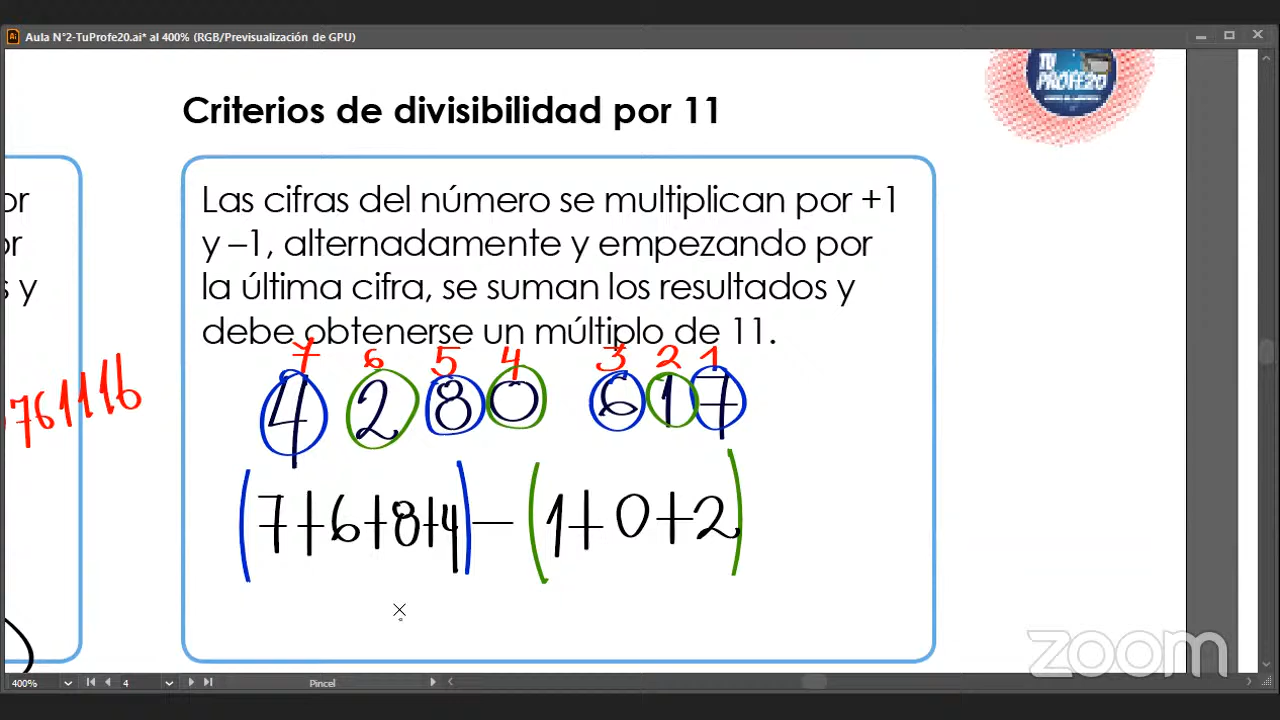 Aula N°2-TuProfe20.ai* al 400% (RGB/Previsualización de GPU)
TU
PROFE20
Criterios de divisibilidad por 11
or
or
s y
Las cifras del número se multiplican por +1
y –1, alternadamente y empezando por
la última cifra, se suman los resultados y
debe obtenerse un múltiplo de 11.
7 6 5 4 3 2 1
4 2 8 0 6 1 7
761116
(7+6+8+4) – (1+0+2)
zoom
400%
4
Pincel